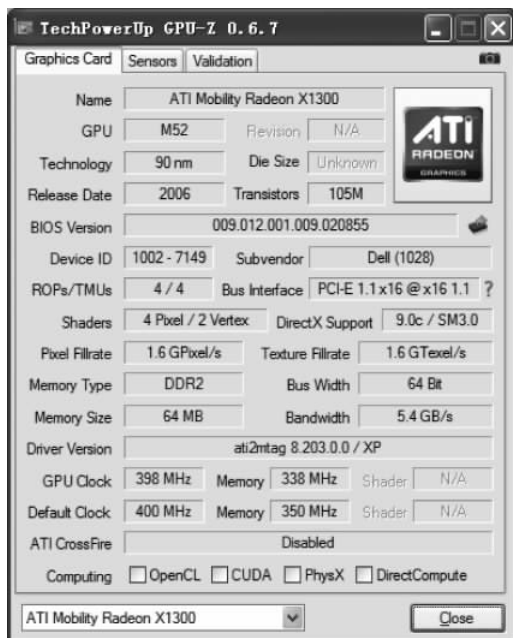 TechPowerUp GPU-Z 0.6.7
Graphics Card Sensors Validation
Name ATI Mobility Radeon X1300
GPU M52 Revision N/A
Technology 90 nm Die Size Unknown
Release Date 2006 Transistors 105M
ATI
RADEON
GRAPHICS
BIOS Version 009.012.001.009.020855
Device ID 1002 - 7149 Subvendor Dell (1028)
ROPs/TMUs 4 / 4 Bus Interface PCI-E 1.1 x16 @ x16 1.1 ?
Shaders 4 Pixel / 2 Vertex DirectX Support 9.0c / SM3.0
Pixel Fillrate 1.6 GPixel/s Texture Fillrate 1.6 GTexel/s
Memory Type DDR2 Bus Width 64 Bit
Memory Size 64 MB Bandwidth 5.4 GB/s
Driver Version ati2mtag 8.203.0.0 / XP
GPU Clock 398 MHz Memory 338 MHz Shader N/A
Default Clock 400 MHz Memory 350 MHz Shader N/A
ATI CrossFire Disabled
Computing OpenCL CUDA PhysX DirectCompute
ATI Mobility Radeon X1300 Close